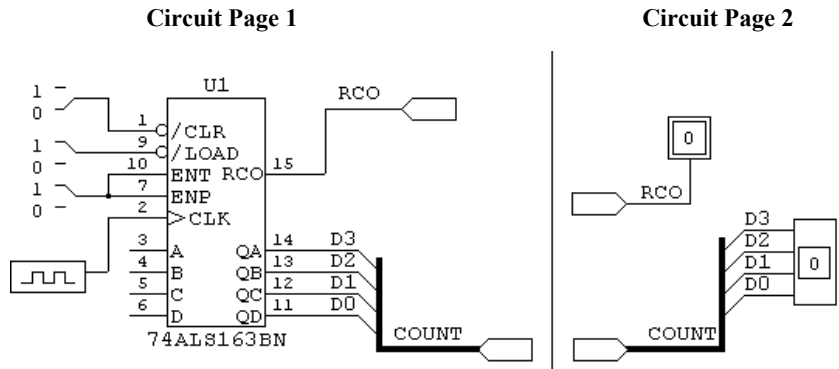 Circuit Page 1
Circuit Page 2
U1
RCO
1
0
1
0
1
0
1
/CLR
9
/LOAD
10
ENT
RCO
15
7
ENP
2
CLK
3
A
QA
14
D3
4
B
QB
13
D2
5
C
QC
12
D1
6
D
QD
11
D0
74ALS163BN
COUNT
0
RCO
D3
D2
D1
D0
0
COUNT